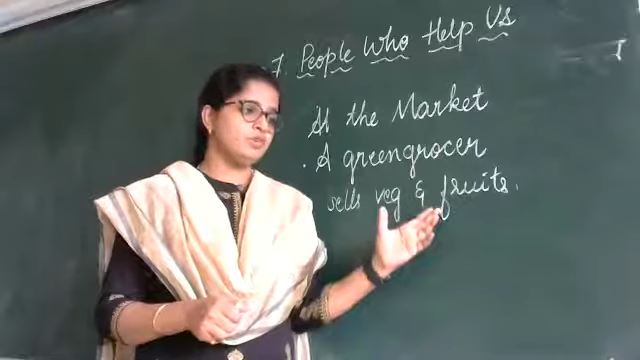 7. People Who Help Us
At the Market
. A greengrocer
sells veg & fruits.